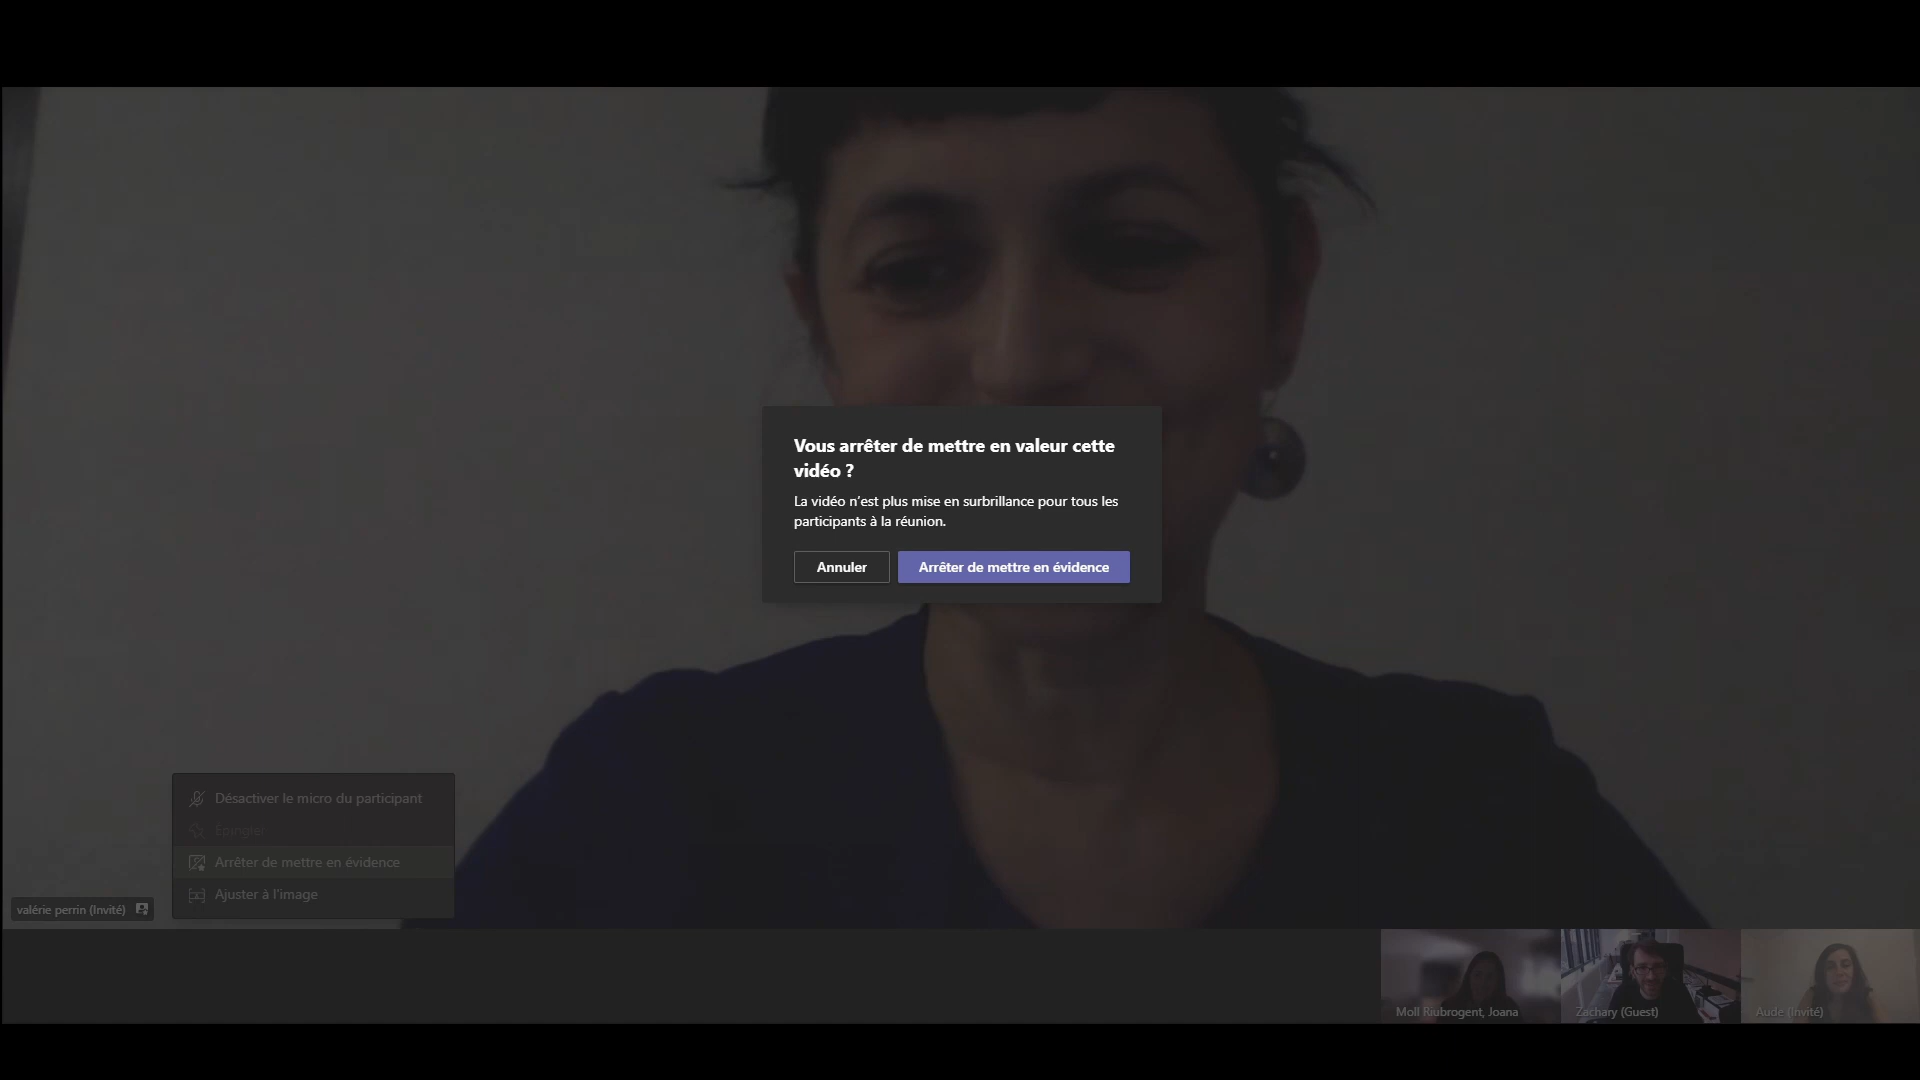 Vous arrêter de mettre en valeur cette
vidéo ?
La vidéo n’est plus mise en surbrillance pour tous les
participants à la réunion.
Annuler
Arrêter de mettre en évidence
Désactiver le micro du participant
Épingler
Arrêter de mettre en évidence
Ajuster à l’image
valérie perrin (Invité)
Moll Riubrogent, Joana
Zachary (Guest)
Aude (Invité)